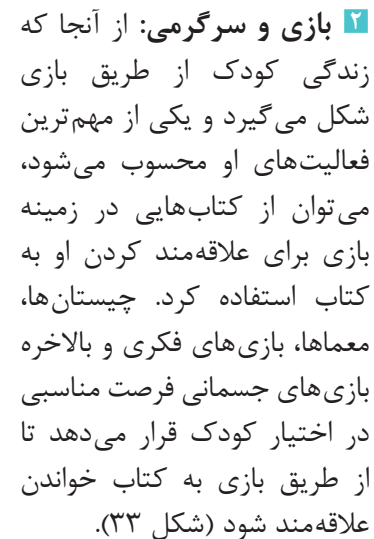 ۲ بازی و سرگرمی: از آنجا که
زندگی کودک از طریق بازی
شکل می‌گیرد و یکی از مهم‌ترین
فعالیت‌های او محسوب می‌شود،
می‌توان از کتاب‌هایی در زمینه
بازی برای علاقه‌مند کردن او به
کتاب استفاده کرد. چیستان‌ها،
معماها، بازی‌های فکری و بالاخره
بازی‌های جسمانی فرصت مناسبی
در اختیار کودک قرار می‌دهد تا
از طریق بازی به کتاب خواندن
علاقه‌مند شود (شکل ۳۳).